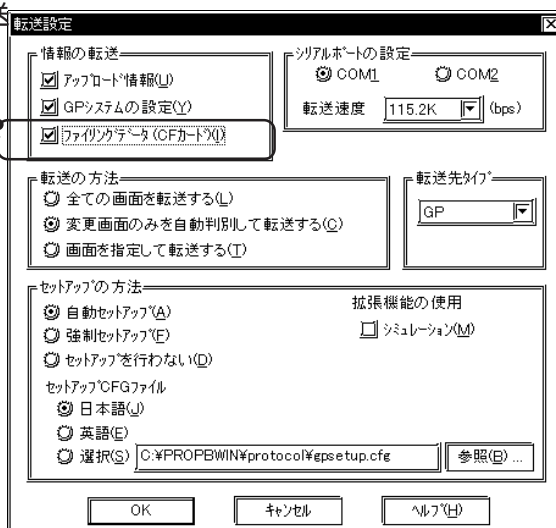 転送設定
情報の転送
アップロード情報(U)
GPシステムの設定(Y)
ファイリングデータ(CFカード)(I)
シリアルポートの設定
COM1 COM2
転送速度 115.2K (bps)
転送の方法
全ての画面を転送する(L)
変更画面のみを自動判別して転送する(C)
画面を指定して転送する(T)
転送先タイプ
GP
セットアップの方法
自動セットアップ(A)
強制セットアップ(F)
セットアップを行わない(D)
拡張機能の使用
シミュレーション(M)
セットアップCFGファイル
日本語(J)
英語(E)
選択(S) C:¥PROPBWIN¥protocol¥gpsetup.cfg 参照(B) ...
OK キャンセル ヘルプ(H)